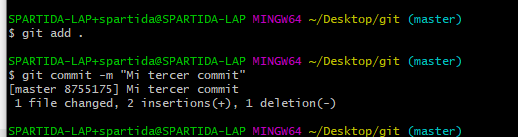 SPARTIDA-LAP+spartida@SPARTIDA-LAP MINGW64 ~/Desktop/git (master)
$ git add .
SPARTIDA-LAP+spartida@SPARTIDA-LAP MINGW64 ~/Desktop/git (master)
$ git commit -m "Mi tercer commit"
[master 8755175] Mi tercer commit
 1 file changed, 2 insertions(+), 1 deletion(-)
SPARTIDA-LAP+spartida@SPARTIDA-LAP MINGW64 ~/Desktop/git (master)